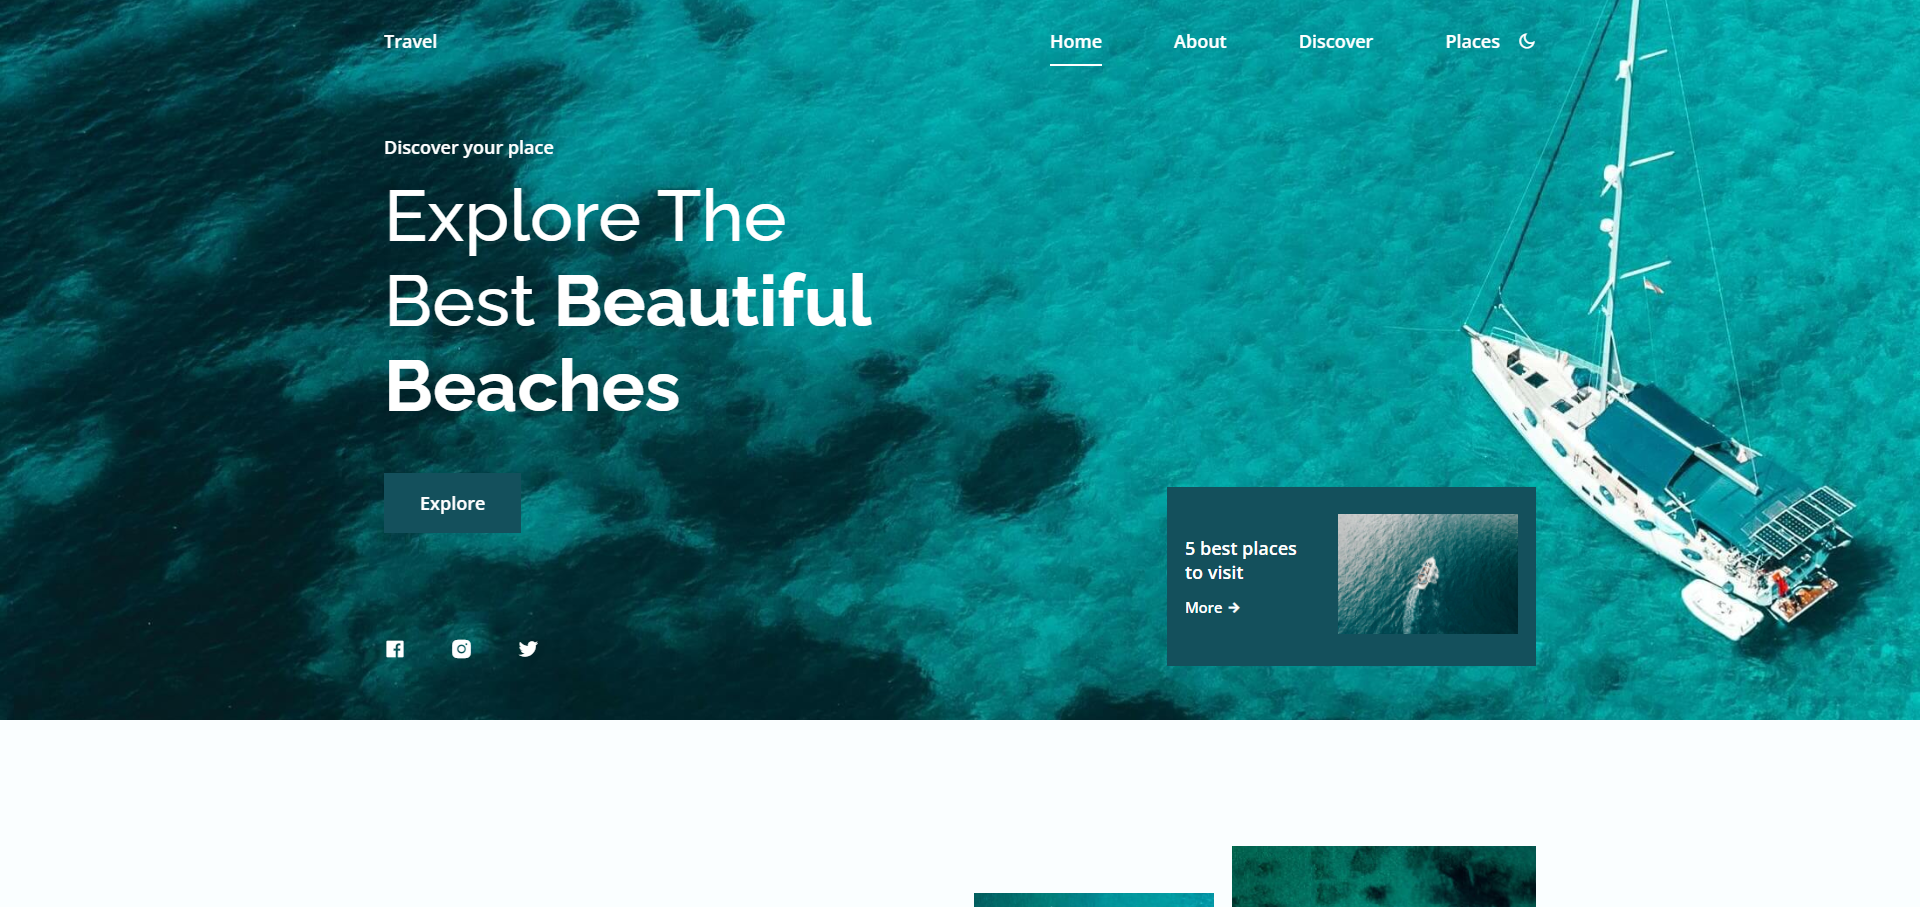 Travel
Home
About
Discover
Places
Discover your place
Explore The
Best Beautiful
Beaches
Explore
5 best places
to visit
More →